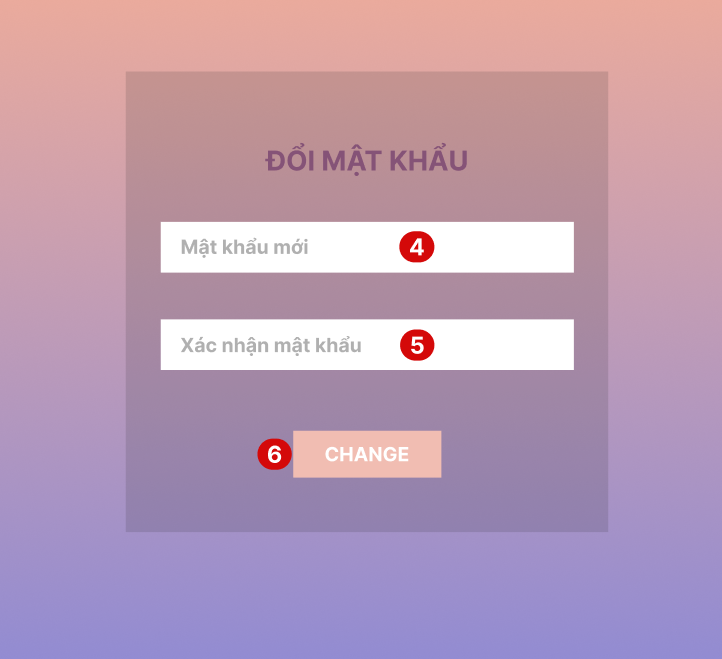 ĐỔI MẬT KHẨU
Mật khẩu mới 4
Xác nhận mật khẩu 5
6 CHANGE